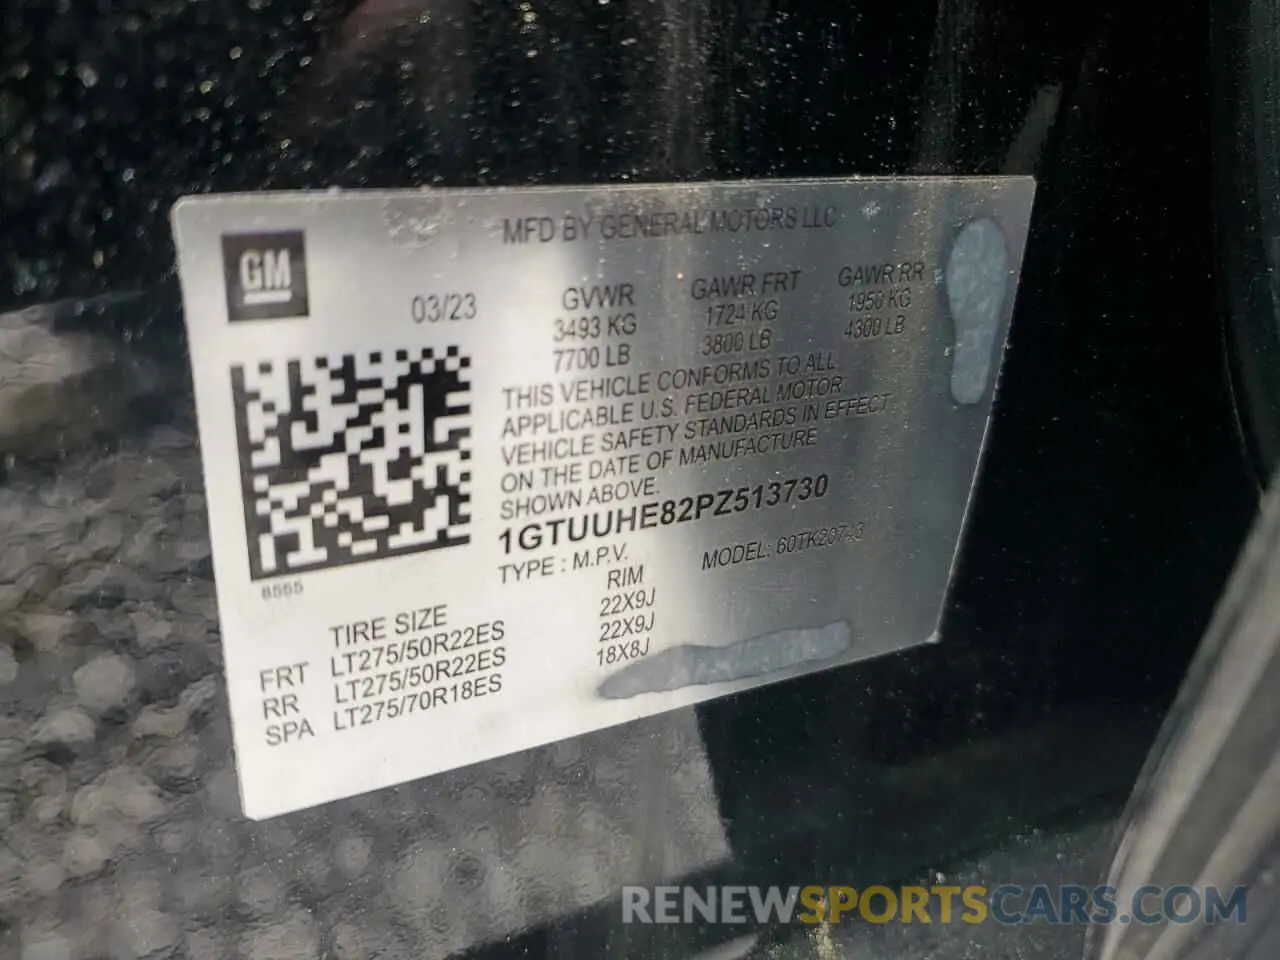 MFD BY GENERAL MOTORS LLC
GM
03/23
GVWR GAWR FRT GAWR RR
3493 KG 1724 KG 1950 KG
7700 LB 3800 LB 4300 LB
THIS VEHICLE CONFORMS TO ALL
APPLICABLE U.S. FEDERAL MOTOR
VEHICLE SAFETY STANDARDS IN EFFECT
ON THE DATE OF MANUFACTURE
SHOWN ABOVE.
1GTUUHE82PZ513730
TYPE : M.P.V. MODEL: 60TK20743
8565
TIRE SIZE RIM
FRT LT275/50R22ES 22X9J
RR LT275/50R22ES 22X9J
SPA LT275/70R18ES 18X8J
RENEWSPORTSCARS.COM